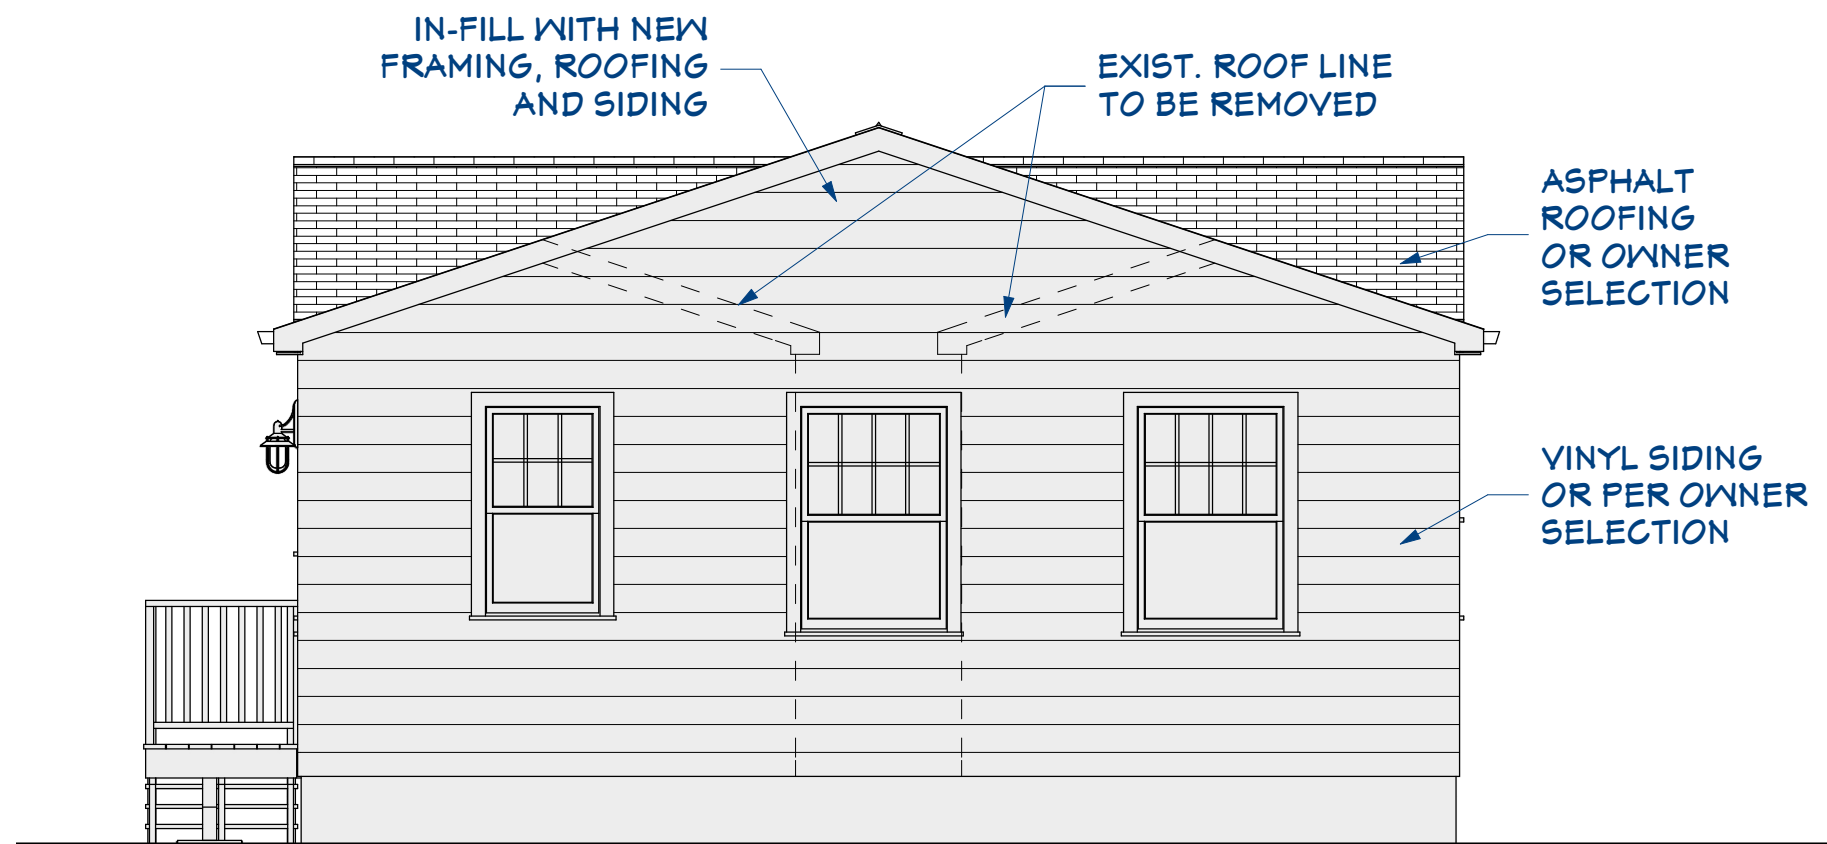 IN-FILL WITH NEW
FRAMING, ROOFING
AND SIDING
EXIST. ROOF LINE
TO BE REMOVED
ASPHALT
ROOFING
OR OWNER
SELECTION
VINYL SIDING
OR PER OWNER
SELECTION